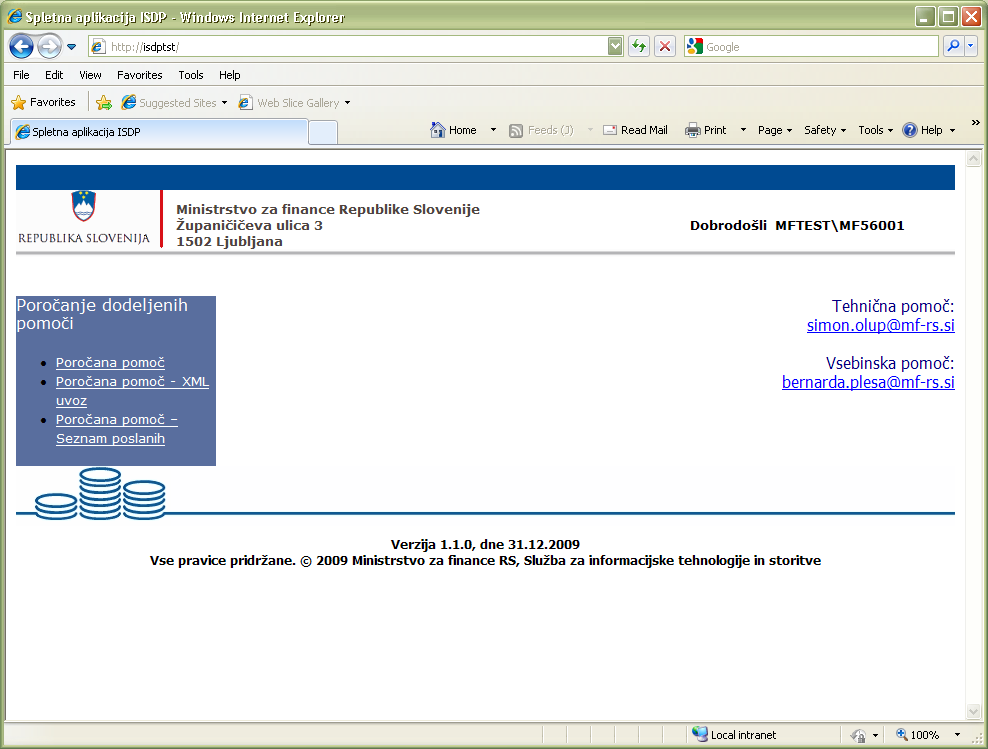 Spletna aplikacija ISDP - Windows Internet Explorer
http://isdptst/
Google
File Edit View Favorites Tools Help
Favorites Suggested Sites Web Slice Gallery
Spletna aplikacija ISDP
Home Feeds (J) Read Mail Print Page Safety Tools Help »
REPUBLIKA SLOVENIJA
Ministrstvo za finance Republike Slovenije
Župančičeva ulica 3
1502 Ljubljana
Dobrodošli MFTEST\MF56001
Poročanje dodeljenih
pomoči
Poročana pomoč
Poročana pomoč - XML
uvoz
Poročana pomoč –
Seznam poslanih
Tehnična pomoč:
simon.olup@mf-rs.si
Vsebinska pomoč:
bernarda.plesa@mf-rs.si
Verzija 1.1.0, dne 31.12.2009
Vse pravice pridržane. © 2009 Ministrstvo za finance RS, Služba za informacijske tehnologije in storitve
Local intranet
100%